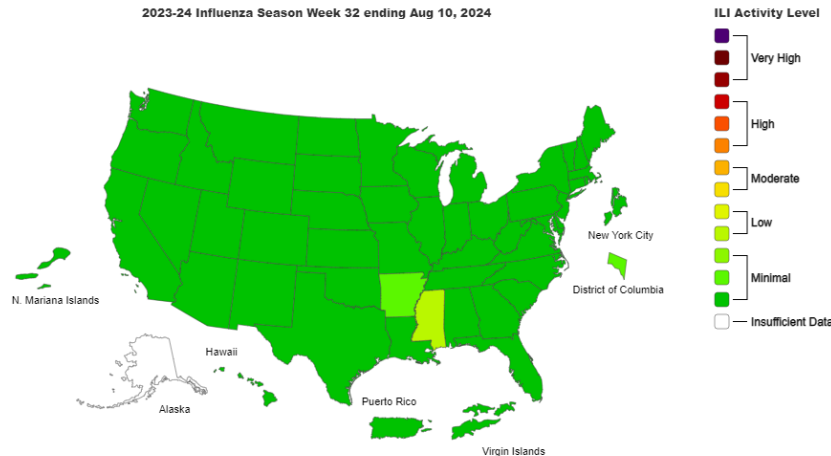 2023-24 Influenza Season Week 32 ending Aug 10, 2024
ILI Activity Level
Very High
High
Moderate
Low
Minimal
Insufficient Data
New York City
District of Columbia
N. Mariana Islands
Hawaii
Alaska
Puerto Rico
Virgin Islands